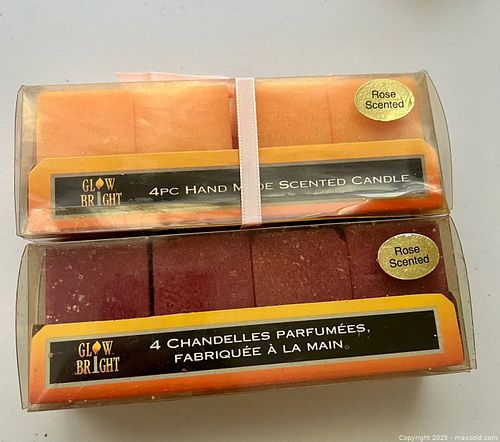 Rose
Scented
GLOW
BRIGHT
4PC HAND M DE SCENTED CANDLE
Rose
Scented
GLOW
BRIGHT
4 CHANDELLES PARFUMÉES,
FABRIQUÉE À LA MAIN
Copyright 2025 - maxsold.com